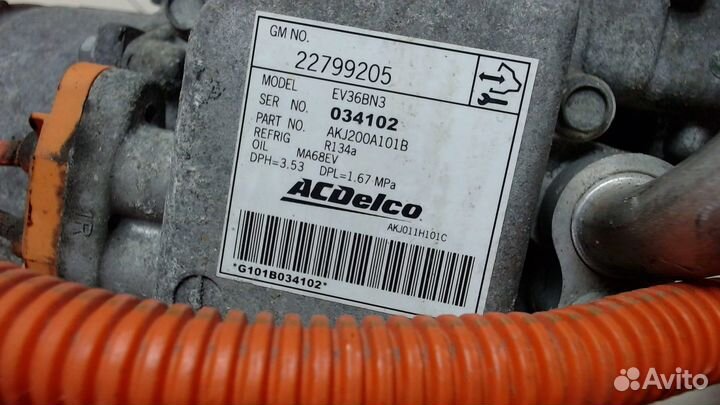 GM NO.
22799205
MODEL EV36BN3
SER NO. 034102
PART NO. AKJ200A101B
REFRIG R134a
OIL MA68EV
DPH=3.53 DPL=1.67 MPa
ACDelco
AKJ011H101C
*G101B034102*
JR
Avito